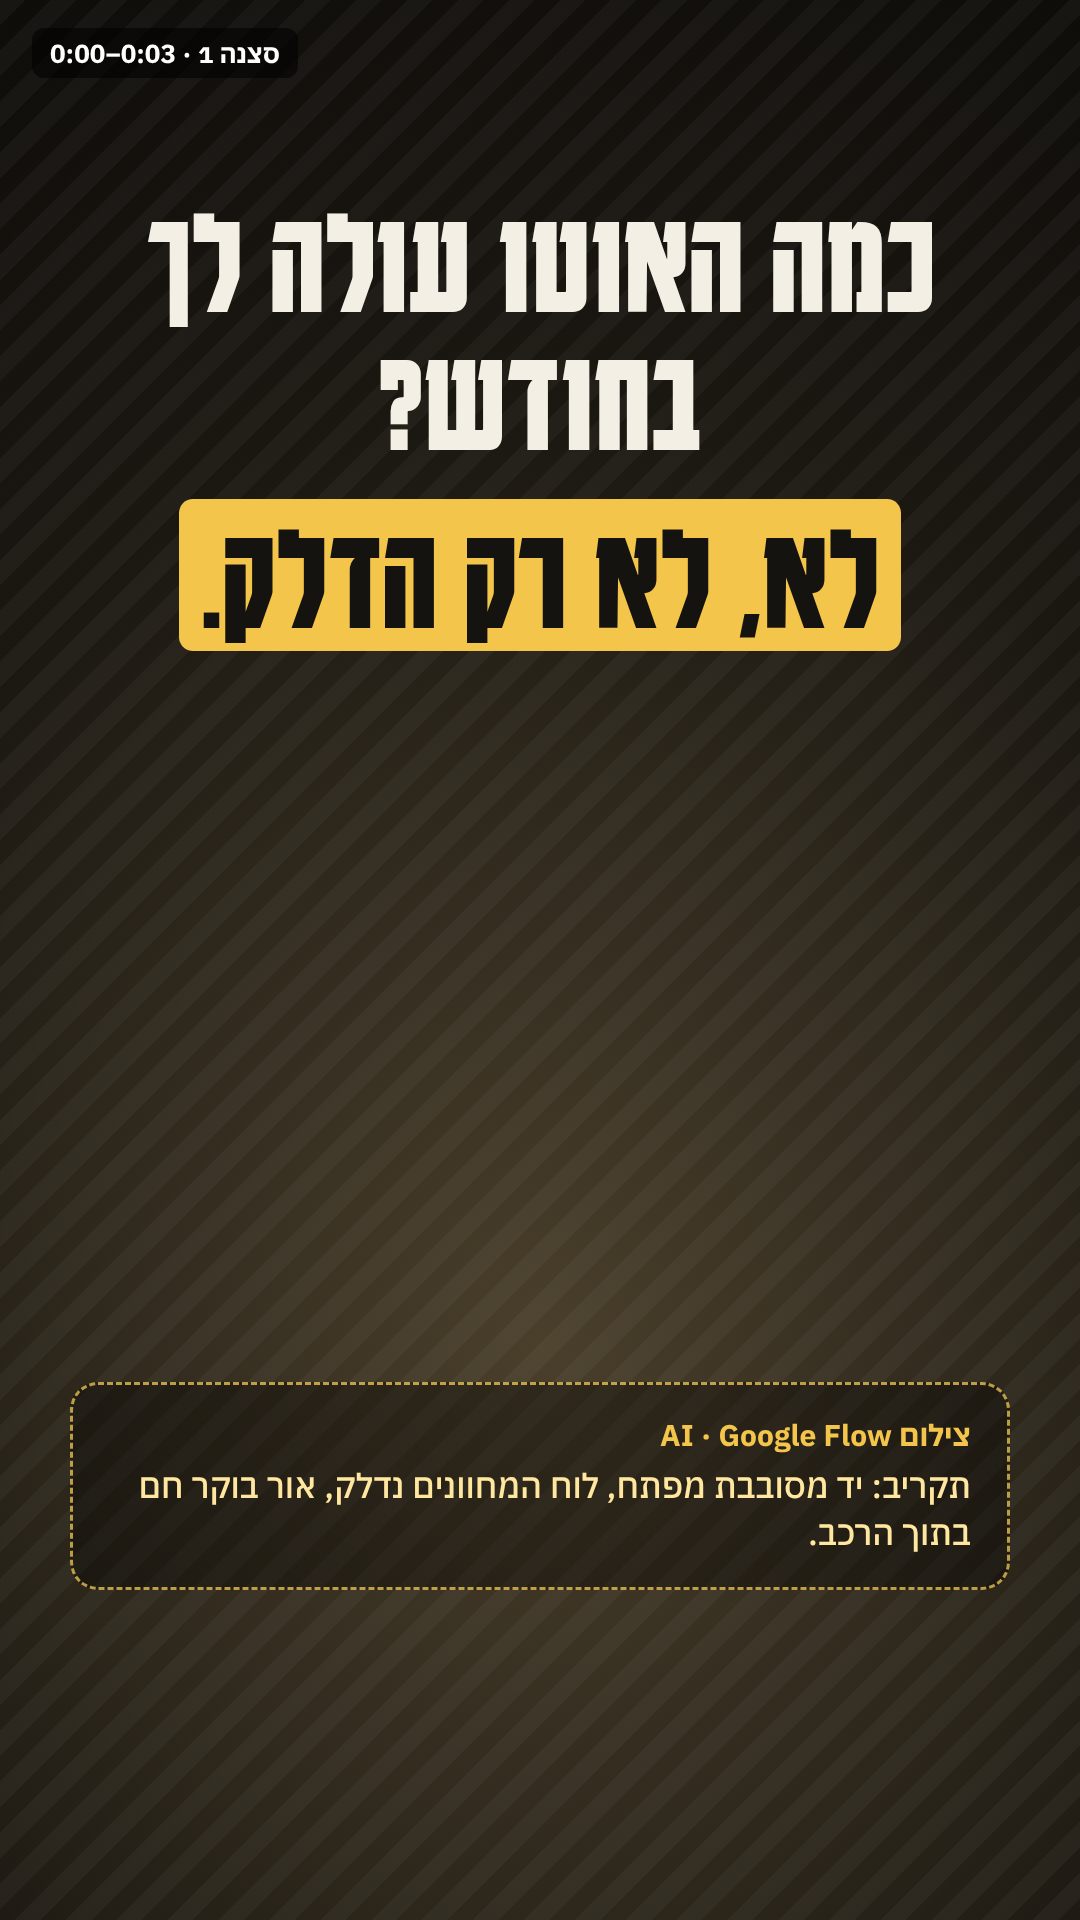 סצנה 1 · 0:00–0:03
כמה האוטו עולה לך
בחודש?
לא, לא רק הדלק.
צילום AI · Google Flow
תקריב: יד מסובבת מפתח, לוח המחוונים נדלק, אור בוקר חם
בתוך הרכב.